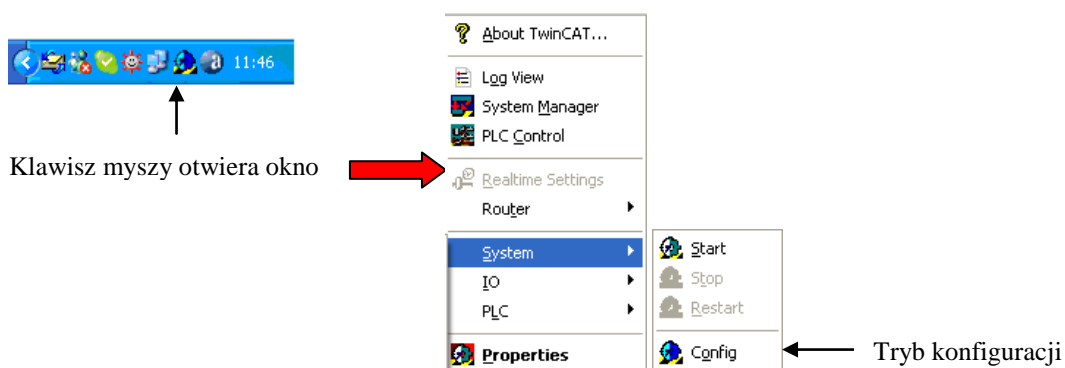 About TwinCAT...
11:46
Log View
System Manager
PLC Control
Klawisz myszy otwiera okno
Realtime Settings
Router
System
Start
IO
Stop
PLC
Restart
Properties
Config
Tryb konfiguracji